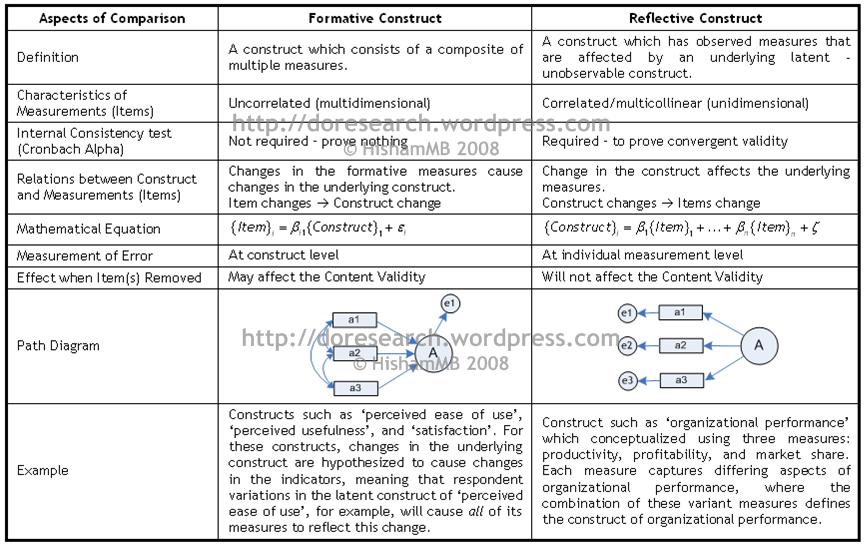 Aspects of Comparison
Formative Construct
Reflective Construct
Definition
A construct which consists of a composite of
multiple measures.
A construct which has observed measures that
are affected by an underlying latent -
unobservable construct.
Characteristics of
Measurements (Items)
Uncorrelated (multidimensional)
Correlated/multicollinear (unidimensional)
http://doresearch.wordpress.com
Internal Consistency test
(Cronbach Alpha)
Not required - prove nothing
Required - to prove convergent validity
© HishamMB 2008
Relations between Construct
and Measurements (Items)
Changes in the formative measures cause
changes in the underlying construct.
Item changes → Construct change
Change in the construct affects the underlying
measures.
Construct changes → Items change
Mathematical Equation
{Item}i = βi1{Construct}1 + εi
{Construct}i = β1{Item}1 + ... + βn{Item}n + ζ
Measurement of Error
At construct level
At individual measurement level
Effect when Item(s) Removed
May affect the Content Validity
Will not affect the Content Validity
Path Diagram
e1
a1
a2
a3
A
e1
a1
e2
a2
e3
a3
A
http://doresearch.wordpress.com
© HishamMB 2008
Example
Constructs such as ‘perceived ease of use’,
‘perceived usefulness’, and ‘satisfaction’. For
these constructs, changes in the underlying
construct are hypothesized to cause changes
in the indicators, meaning that respondent
variations in the latent construct of ‘perceived
ease of use’, for example, will cause all of its
measures to reflect this change.
Construct such as ‘organizational performance’
which conceptualized using three measures:
productivity, profitability, and market share.
Each measure captures differing aspects of
organizational performance, where the
combination of these variant measures defines
the construct of organizational performance.